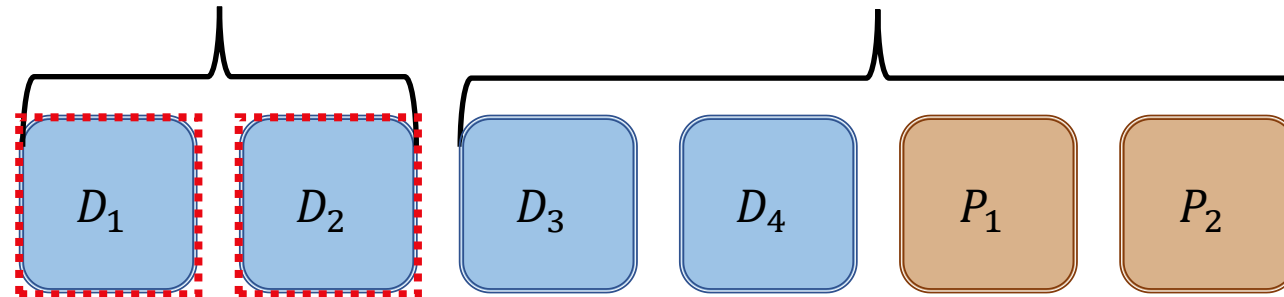 D₁ D₂ D₃ D₄ P₁ P₂